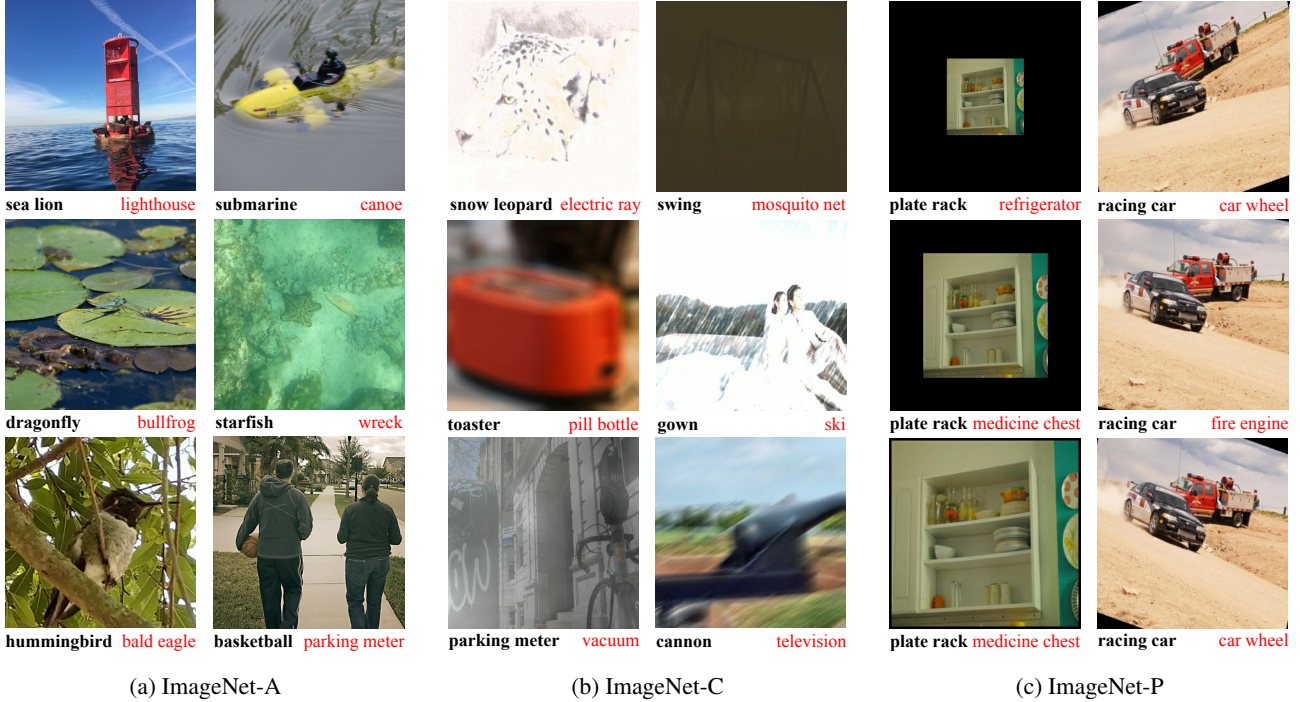 sea lion lighthouse submarine canoe snow leopard electric ray swing mosquito net plate rack refrigerator racing car car wheel
dragonfly bullfrog starfish wreck toaster pill bottle gown ski plate rack medicine chest racing car fire engine
hummingbird bald eagle basketball parking meter parking meter vacuum cannon television plate rack medicine chest racing car car wheel
(a) ImageNet-A (b) ImageNet-C (c) ImageNet-P